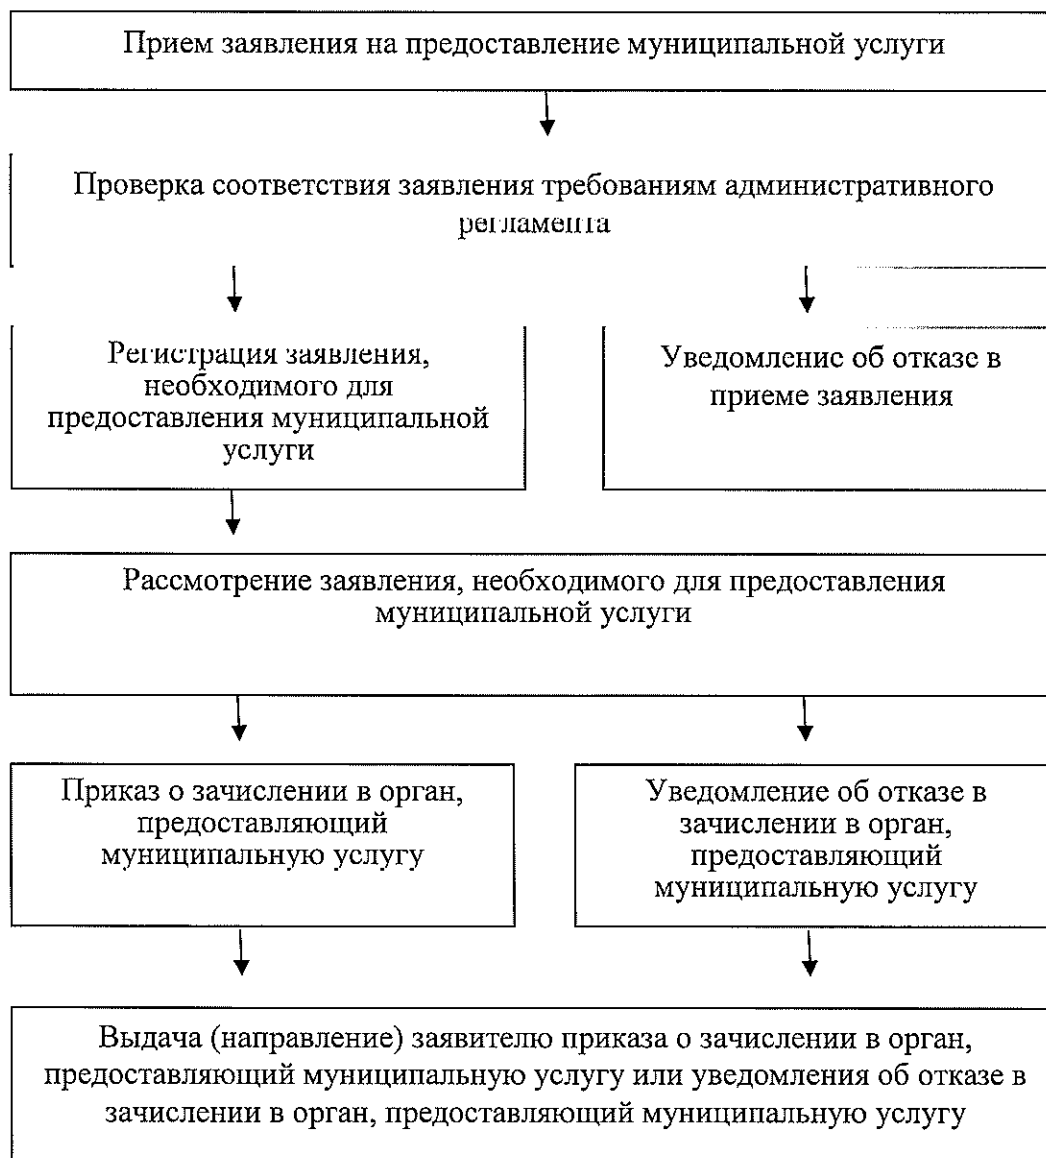 Прием заявления на предоставление муниципальной услуги
Проверка соответствия заявления требованиям административного
регламента
Регистрация заявления,
необходимого для
предоставления муниципальной
услуги
Уведомление об отказе в
приеме заявления
Рассмотрение заявления, необходимого для предоставления
муниципальной услуги
Приказ о зачислении в орган,
предоставляющий
муниципальную услугу
Уведомление об отказе в
зачислении в орган,
предоставляющий
муниципальную услугу
Выдача (направление) заявителю приказа о зачислении в орган,
предоставляющий муниципальную услугу или уведомления об отказе в
зачислении в орган, предоставляющий муниципальную услугу